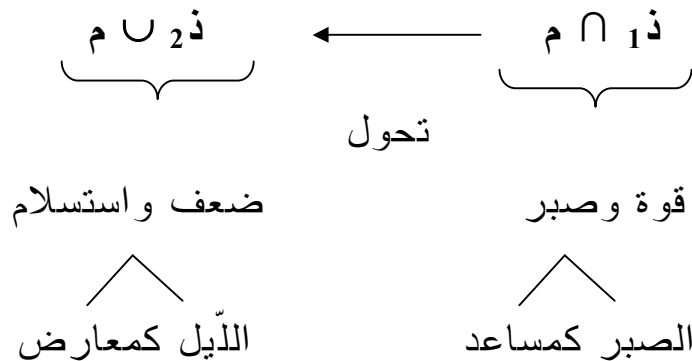 ذ1 ∩ م ← ذ2 ∪ م
تحول
قوة وصبر ضعف واستسلام
الصبر كمساعد اللّيل كمعارض